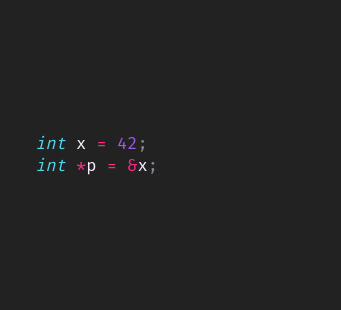 int x = 42;
int *p = &x;